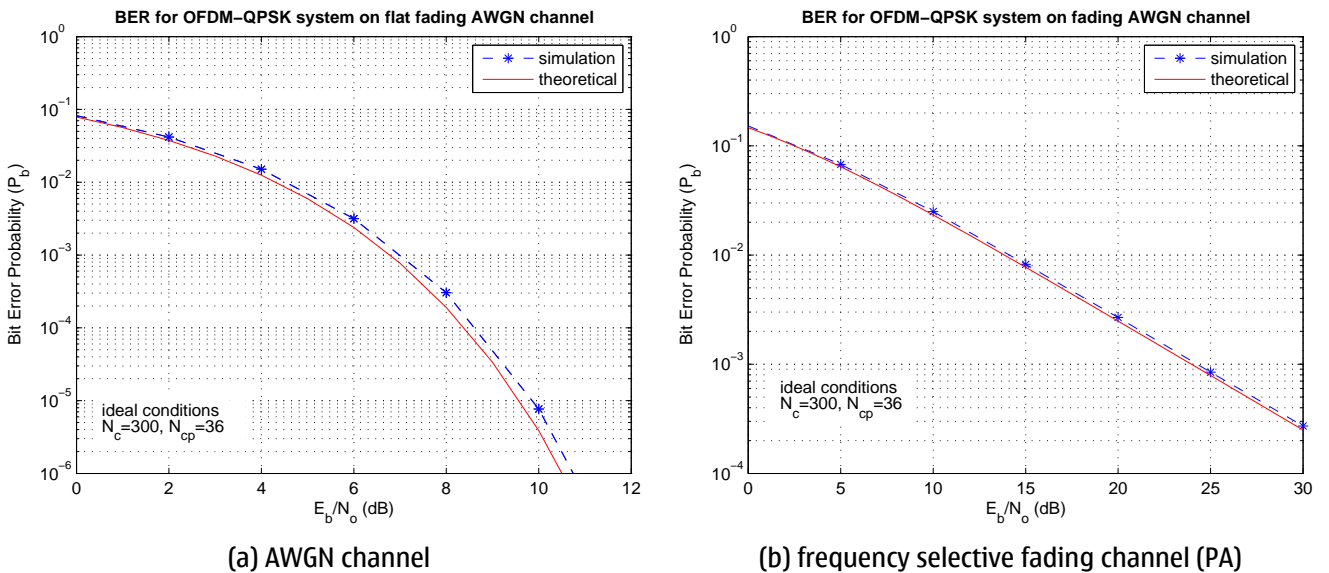 BER for OFDM−QPSK system on flat fading AWGN channel
10^0
10^−1
10^−2
10^−3
10^−4
10^−5
10^−6
Bit Error Probability (P_b)
simulation
theoretical
ideal conditions
N_c=300, N_cp=36
0 2 4 6 8 10 12
E_b/N_o (dB)
(a) AWGN channel
BER for OFDM−QPSK system on fading AWGN channel
10^0
10^−1
10^−2
10^−3
10^−4
Bit Error Probability (P_b)
simulation
theoretical
ideal conditions
N_c=300, N_cp=36
0 5 10 15 20 25 30
E_b/N_o (dB)
(b) frequency selective fading channel (PA)